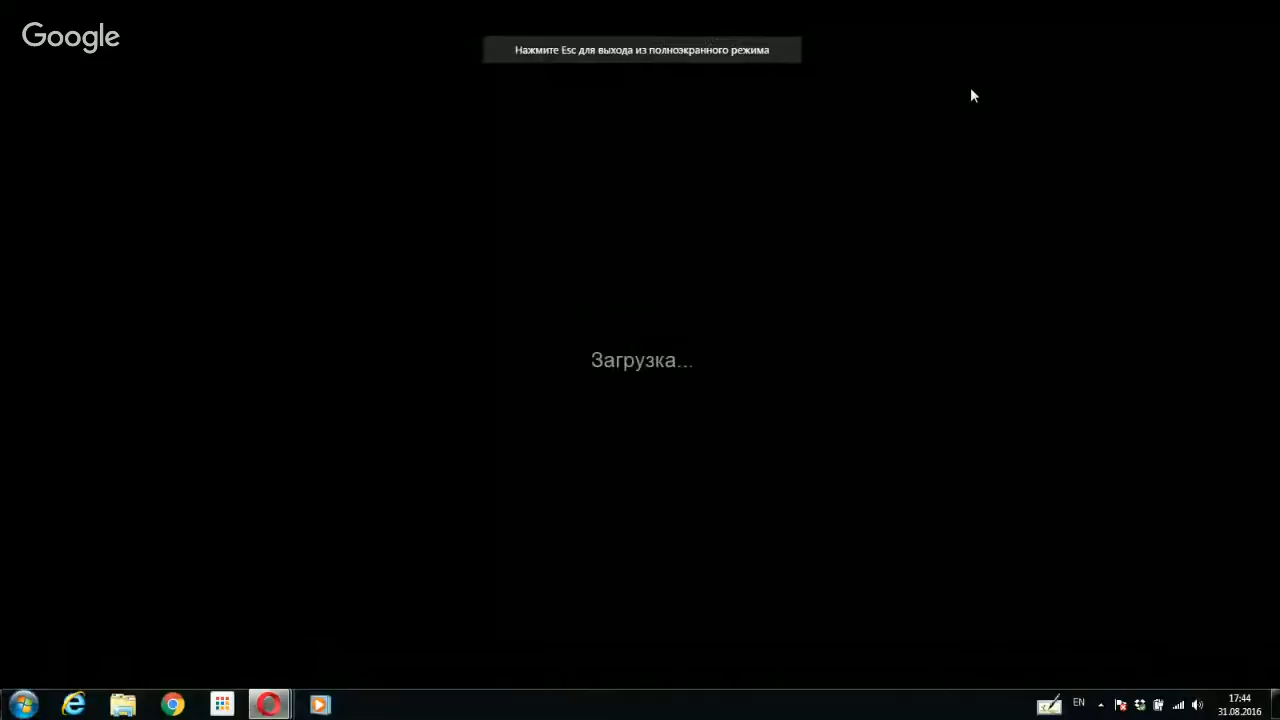 Google
Нажмите Esc для выхода из полноэкранного режима
Загрузка...
EN
17:44
31.08.2016